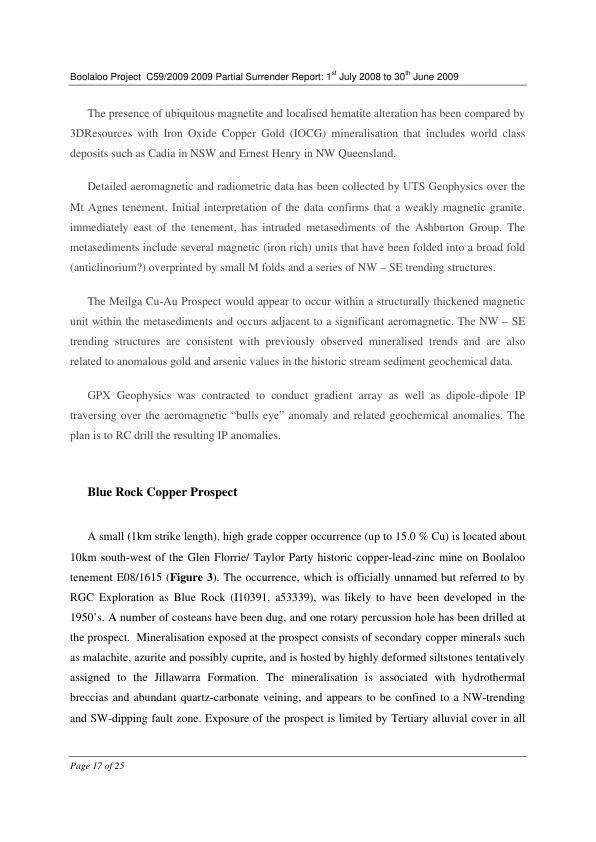 Boolaloo Project  C59/2009 2009 Partial Surrender Report: 1st July 2008 to 30th June 2009
The presence of ubiquitous magnetite and localised hematite alteration has been compared by
3DResources with Iron Oxide Copper Gold (IOCG) mineralisation that includes world class
deposits such as Cadia in NSW and Ernest Henry in NW Queensland.
Detailed aeromagnetic and radiometric data has been collected by UTS Geophysics over the
Mt Agnes tenement. Initial interpretation of the data confirms that a weakly magnetic granite,
immediately east of the tenement, has intruded metasediments of the Ashburton Group. The
metasediments include several magnetic (iron rich) units that have been folded into a broad fold
(anticlinorium?) overprinted by small M folds and a series of NW – SE trending structures.
The Meilga Cu-Au Prospect would appear to occur within a structurally thickened magnetic
unit within the metasediments and occurs adjacent to a significant aeromagnetic. The NW – SE
trending structures are consistent with previously observed mineralised trends and are also
related to anomalous gold and arsenic values in the historic stream sediment geochemical data.
GPX Geophysics was contracted to conduct gradient array as well as dipole-dipole IP
traversing over the aeromagnetic “bulls eye” anomaly and related geochemical anomalies. The
plan is to RC drill the resulting IP anomalies.
Blue Rock Copper Prospect
A small (1km strike length), high grade copper occurrence (up to 15.0 % Cu) is located about
10km south-west of the Glen Florrie/ Taylor Party historic copper-lead-zinc mine on Boolaloo
tenement E08/1615 (Figure 3). The occurrence, which is officially unnamed but referred to by
RGC Exploration as Blue Rock (I10391, a53339), was likely to have been developed in the
1950’s. A number of costeans have been dug, and one rotary percussion hole has been drilled at
the prospect.  Mineralisation exposed at the prospect consists of secondary copper minerals such
as malachite, azurite and possibly cuprite, and is hosted by highly deformed siltstones tentatively
assigned to the Jillawarra Formation. The mineralisation is associated with hydrothermal
breccias and abundant quartz-carbonate veining, and appears to be confined to a NW-trending
and SW-dipping fault zone. Exposure of the prospect is limited by Tertiary alluvial cover in all
Page 17 of 25